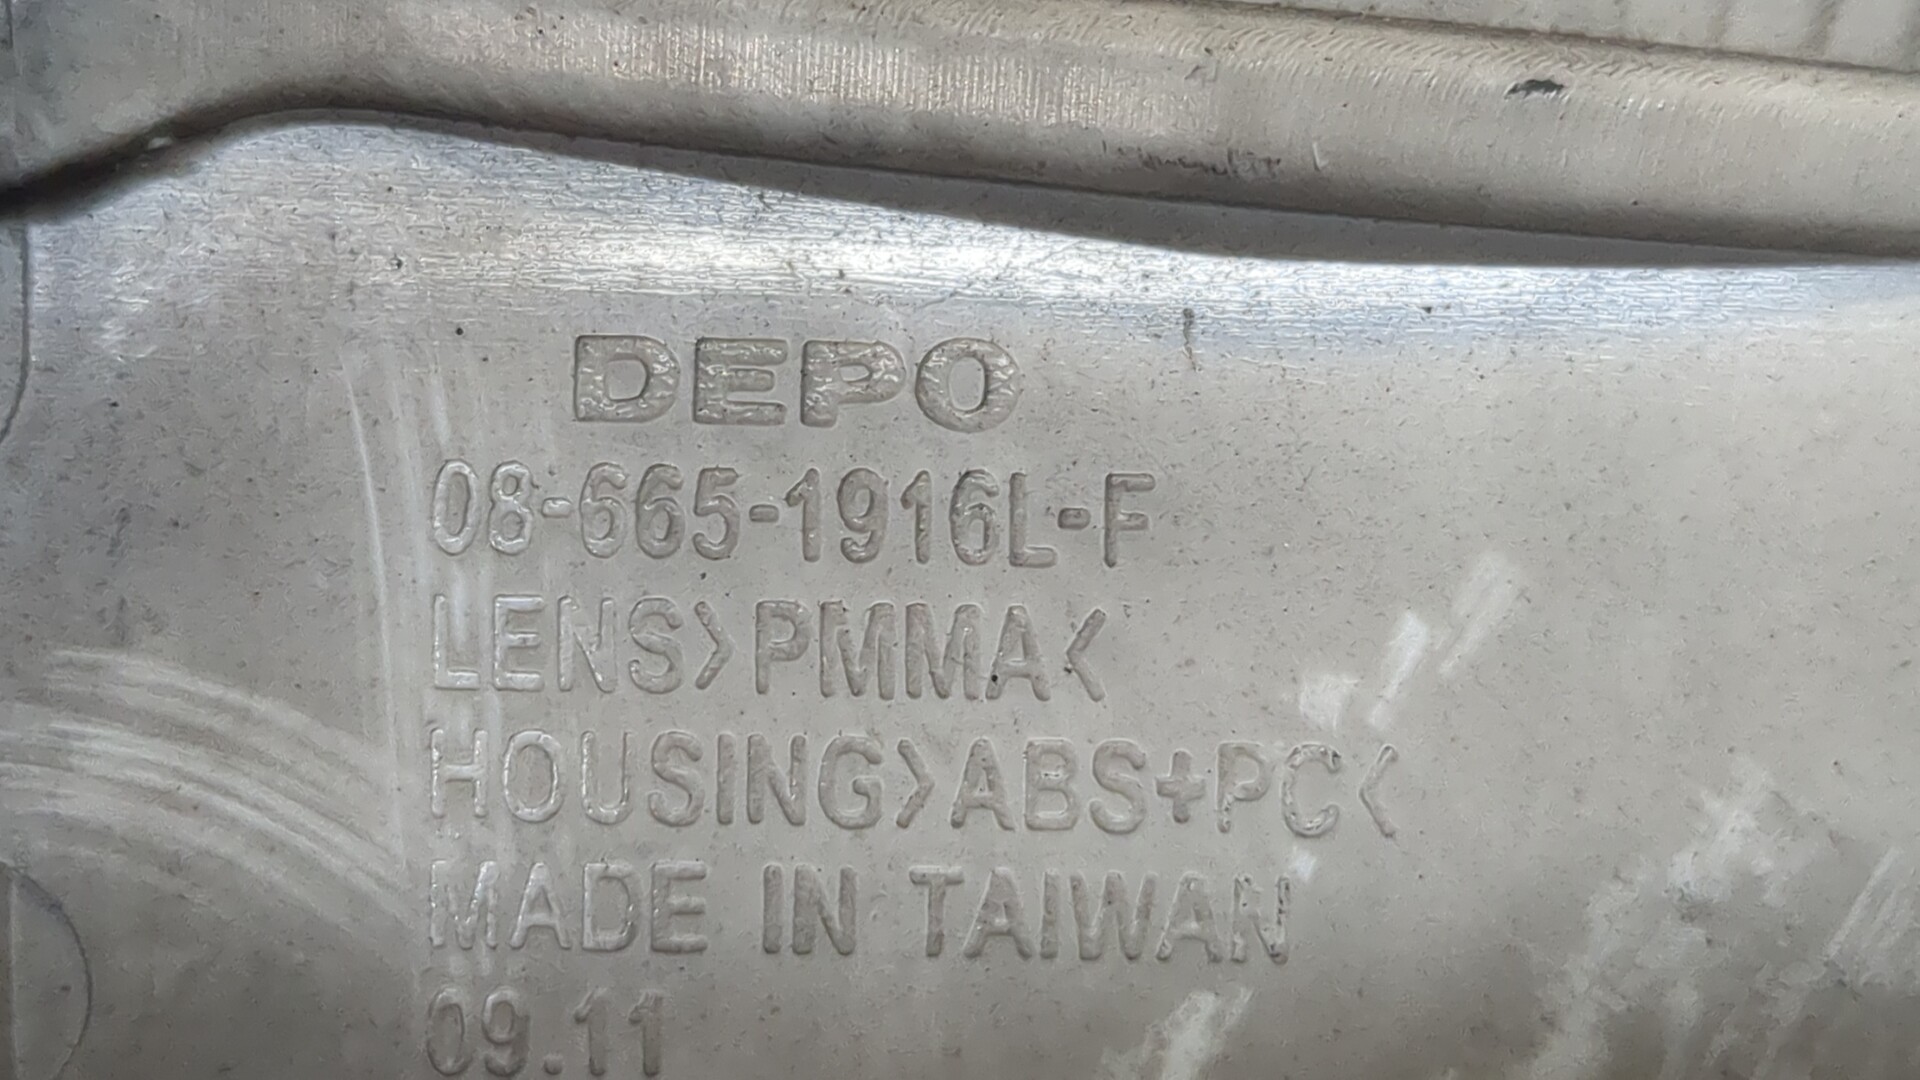 DEPO
08-665-1916L-F
LENS>PMMA<
HOUSING>ABS+PC<
MADE IN TAIWAN
09.11